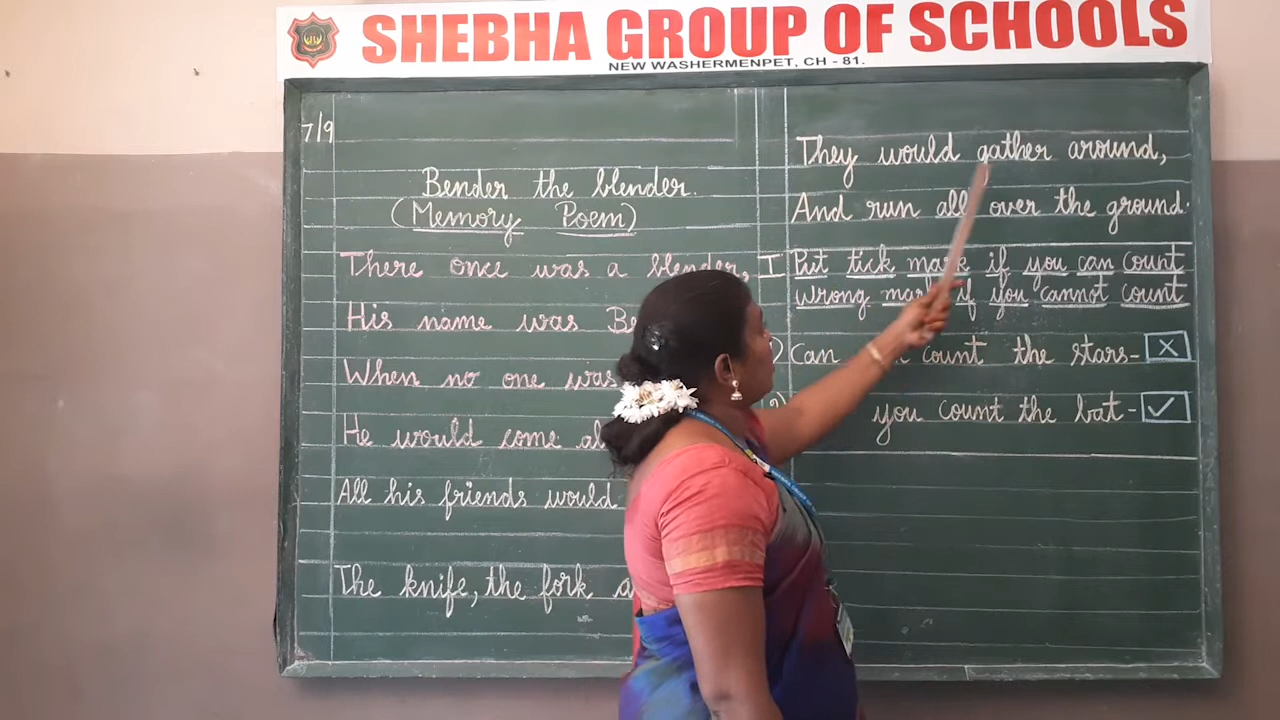 SHEBHA GROUP OF SCHOOLS
NEW WASHERMENPET, CH - 81.
7/9
Bender the blender.
(Memory Poem)
There once was a blender,
His name was Be
When no one was
He would come al
All his friends would
The knife, the fork a
They would gather around,
And run all over the ground.
I Put tick mark if you can count
wrong mark if you cannot count
) Can count the stars- ☒
2) you count the bat- ☑